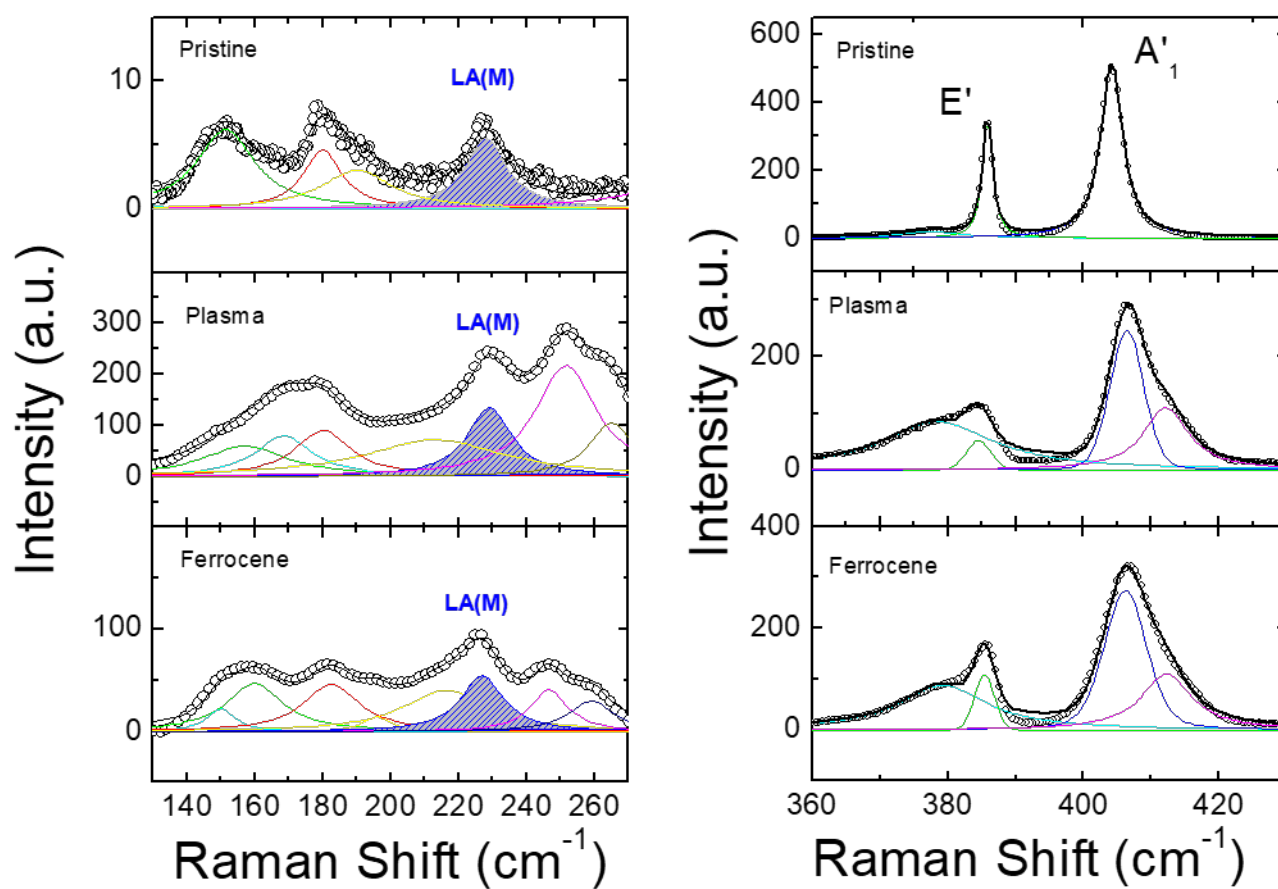 Pristine
LA(M)
10
0
Plasma
LA(M)
300
200
100
0
Ferrocene
LA(M)
100
0
140 160 180 200 220 240 260
Raman Shift (cm⁻¹)
Intensity (a.u.)
Pristine
E'
A'₁
600
400
200
0
Plasma
200
0
Ferrocene
400
200
0
360 380 400 420
Raman Shift (cm⁻¹)
Intensity (a.u.)